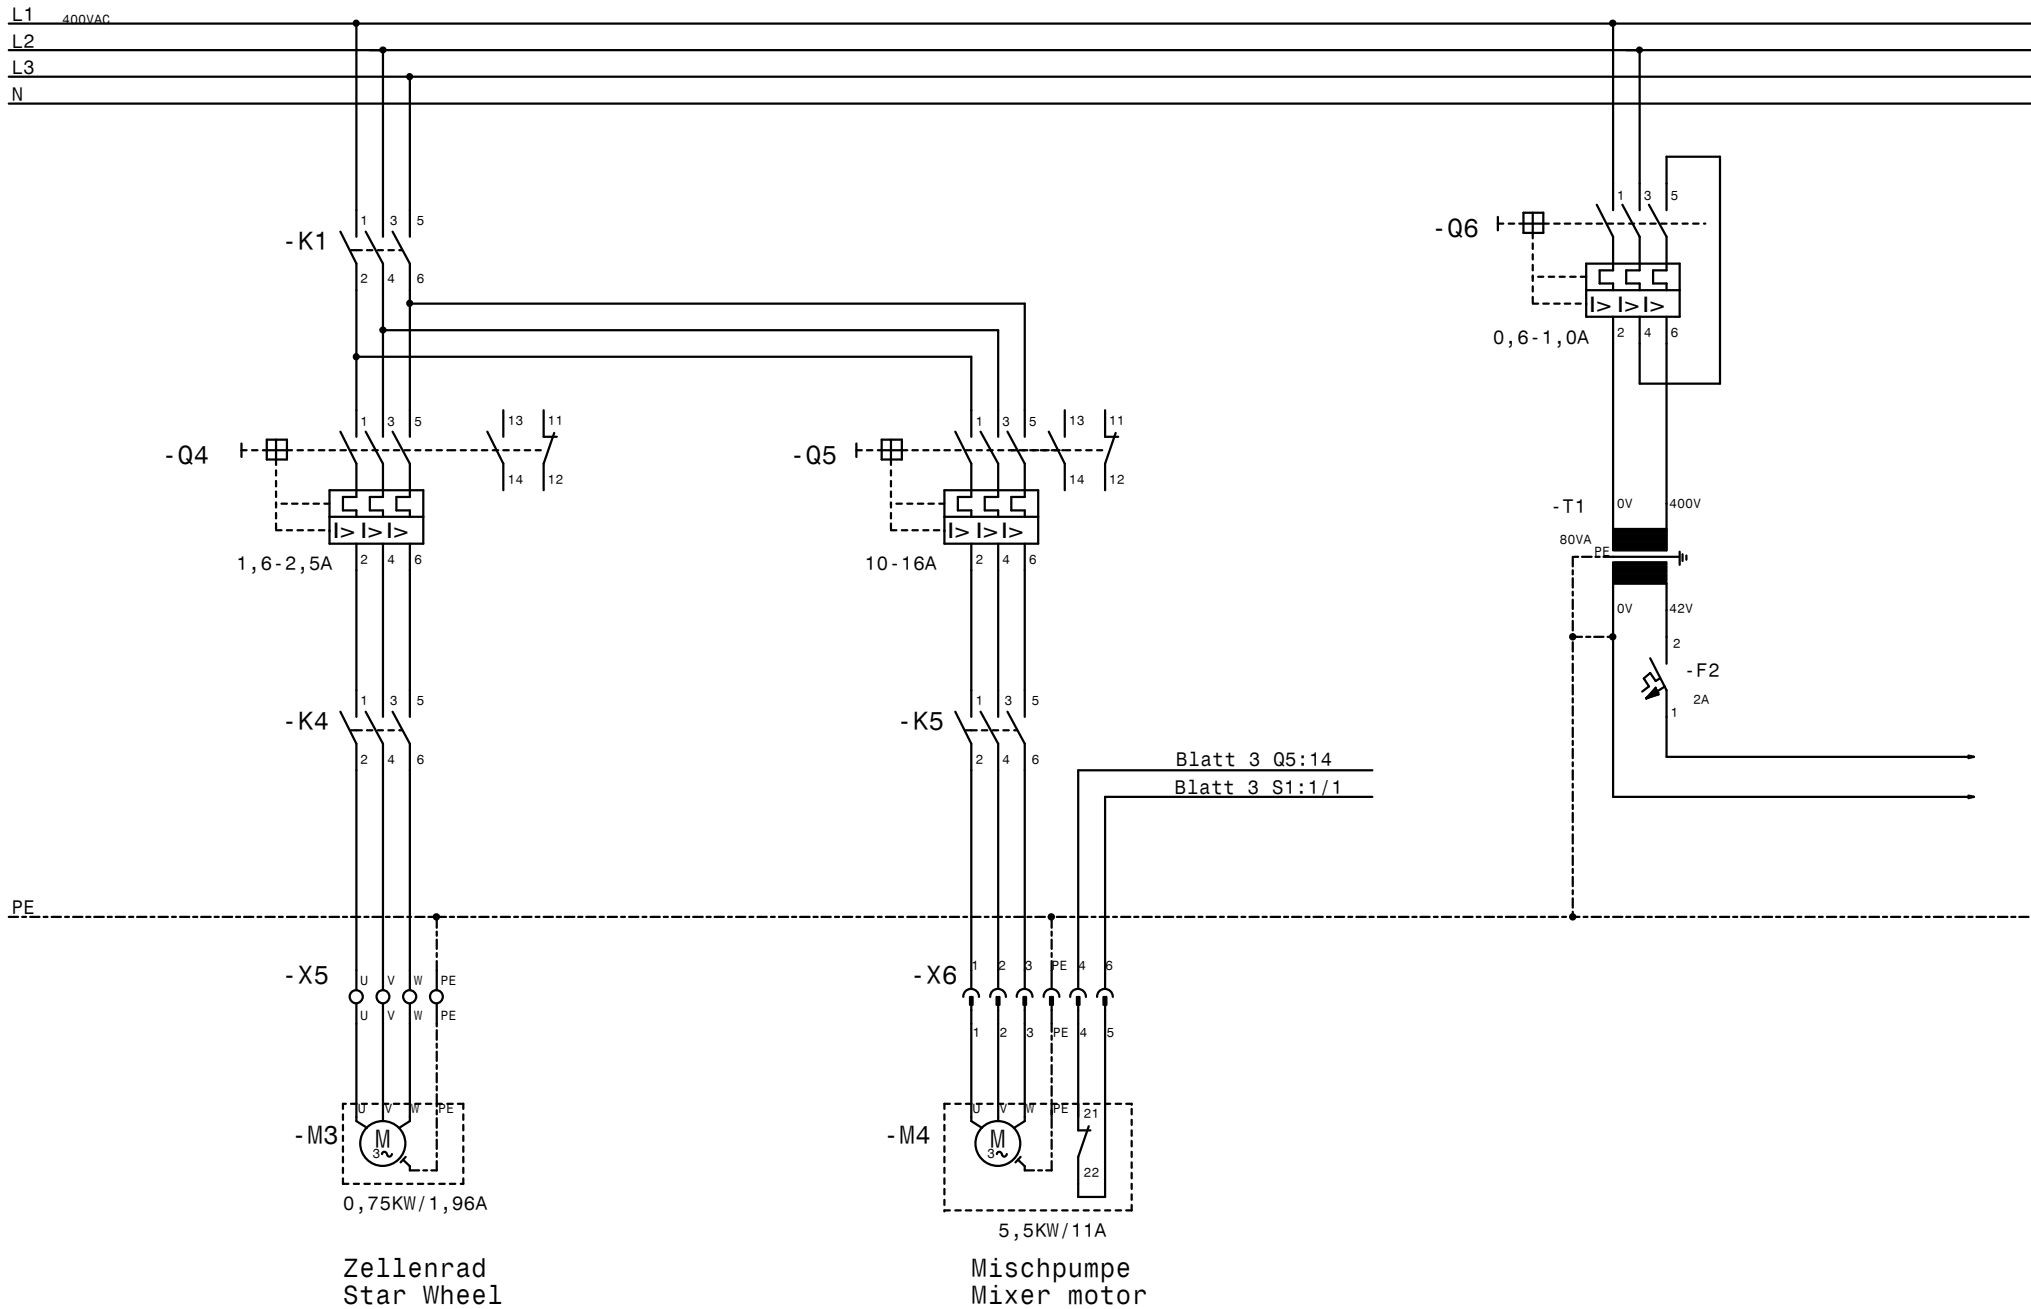 L1 400VAC
L2
L3
N
1 3 5
-Q6
0,6-1,0A
I> I> I>
2 4 6
1 3 5
-K1
2 4 6
1 3 5 13 11
-Q4
14 12
I> I> I>
1,6-2,5A
2 4 6
1 3 5 13 11
-Q5
14 12
I> I> I>
10-16A
2 4 6
-T1 0V 400V
80VA
PE
0V 42V
2
-F2
2A
1
1 3 5
-K4
2 4 6
1 3 5
-K5
2 4 6
Blatt 3 Q5:14
Blatt 3 S1:1/1
PE
-X5
U V W PE
U V W PE
-X6
1 2 3 PE 4 6
1 2 3 PE 4 5
U V W PE
-M3
M
3~
0,75KW/1,96A
U V W PE 21
-M4
M
3~
22
5,5KW/11A
Zellenrad
Star Wheel
Mischpumpe
Mixer motor